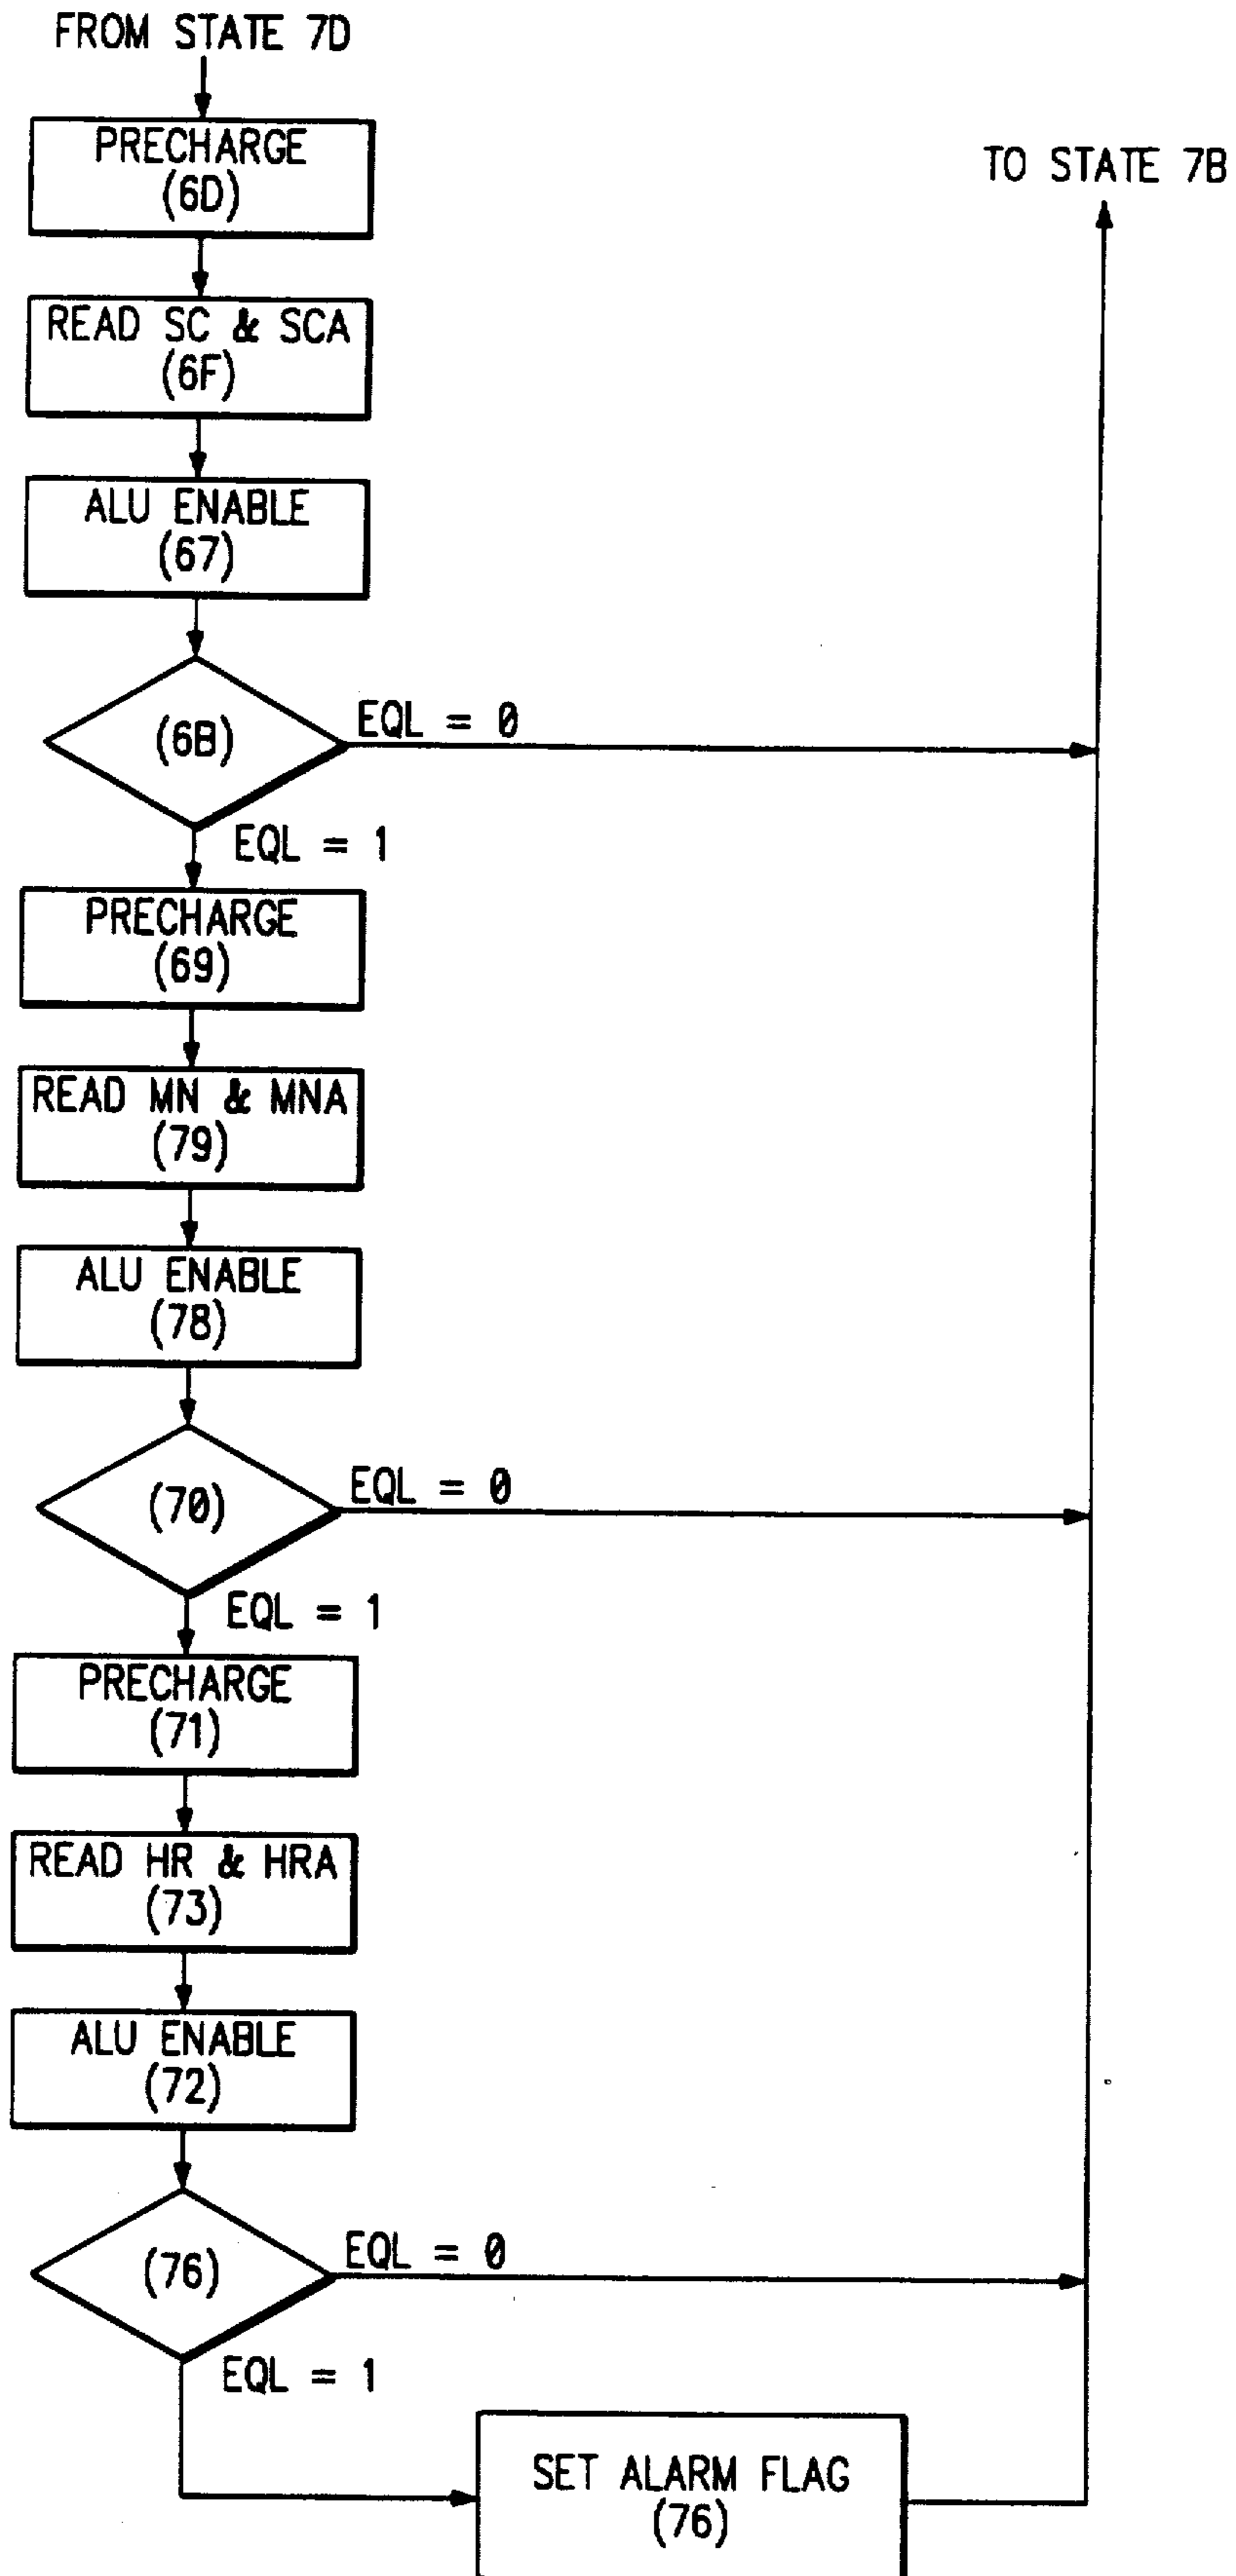 FROM STATE 7D
TO STATE 7B
PRECHARGE
(6D)
READ SC & SCA
(6F)
ALU ENABLE
(67)
(6B)
EQL = 0
EQL = 1
PRECHARGE
(69)
READ MN & MNA
(79)
ALU ENABLE
(78)
(70)
EQL = 0
EQL = 1
PRECHARGE
(71)
READ HR & HRA
(73)
ALU ENABLE
(72)
(76)
EQL = 0
EQL = 1
SET ALARM FLAG
(76)